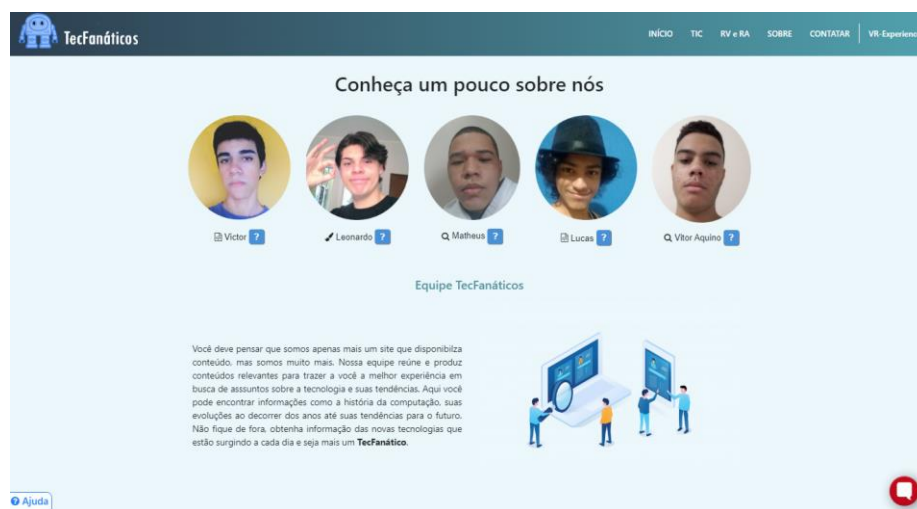 TecFanáticos
INÍCIO TIC RV e RA SOBRE CONTATAR VR-Experienc
Conheça um pouco sobre nós
Victor ? Leonardo ? Matheus ? Lucas ? Vitor Aquino ?
Equipe TecFanáticos
Você deve pensar que somos apenas mais um site que disponibilza
conteúdo, mas somos muito mais. Nossa equipe reúne e produz
conteúdos relevantes para trazer a você a melhor experiência em
busca de asssuntos sobre a tecnologia e suas tendências. Aqui você
pode encontrar informações como a história da computação, suas
evoluções ao decorrer dos anos até suas tendências para o futuro.
Não fique de fora, obtenha informação das novas tecnologias que
estão surgindo a cada dia e seja mais um TecFanático.
? Ajuda